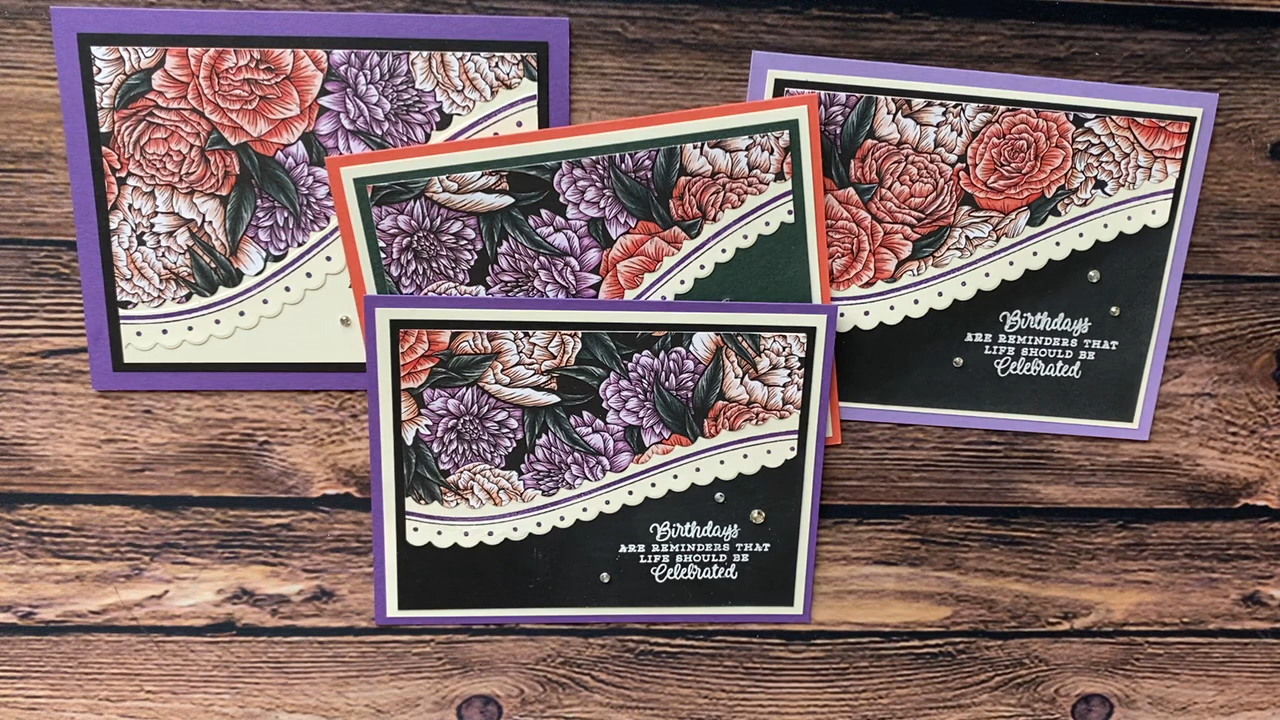 Birthdays
ARE REMINDERS THAT
LIFE SHOULD BE
Celebrated
Birthdays
ARE REMINDERS THAT
LIFE SHOULD BE
Celebrated